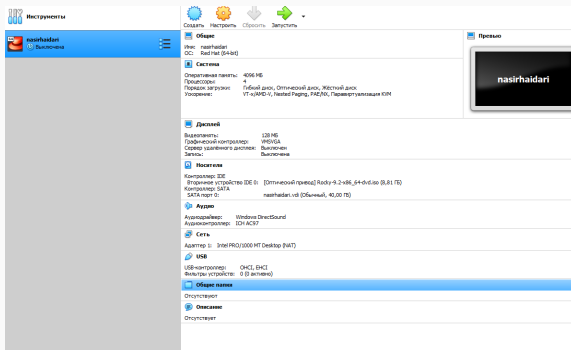 Инструменты
Создать Настроить Сбросить Запустить
nasirhaidari
Выключена
Общие
Имя: nasirhaidari
ОС: Red Hat (64-bit)
Превью
nasirhaidari
Система
Оперативная память: 4096 МБ
Процессоры: 4
Порядок загрузки: Гибкий диск, Оптический диск, Жёсткий диск
Ускорение: VT-x/AMD-V, Nested Paging, PAE/NX, Паравиртуализация KVM
Дисплей
Видеопамять: 128 МБ
Графический контроллер: VMSVGA
Сервер удалённого дисплея: Выключен
Запись: Выключена
Носители
Контроллер: IDE
Вторичное устройство IDE 0: [Оптический привод] Rocky-9.2-x86_64-dvd.iso (8,81 ГБ)
Контроллер: SATA
SATA порт 0: nasirhaidari.vdi (Обычный, 40,00 ГБ)
Аудио
Аудиодрайвер: Windows DirectSound
Аудиоконтроллер: ICH AC97
Сеть
Адаптер 1: Intel PRO/1000 MT Desktop (NAT)
USB
USB-контроллер: OHCI, EHCI
Фильтры устройств: 0 (0 активно)
Общие папки
Отсутствуют
Описание
Отсутствует